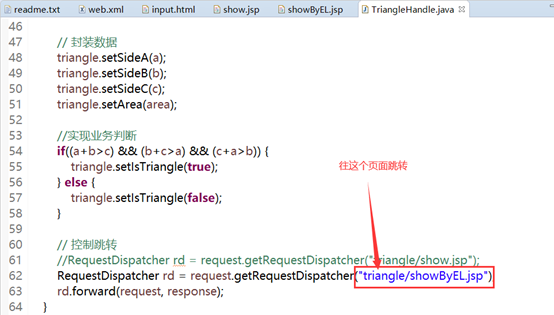 readme.txt web.xml input.html show.jsp showByEL.jsp TriangleHandle.java
46
47 // 封装数据
48 triangle.setSideA(a);
49 triangle.setSideB(b);
50 triangle.setSideC(c);
51 triangle.setArea(area);
52
53 //实现业务判断
54 if((a+b>c) && (b+c>a) && (c+a>b)) {
55 triangle.setIsTriangle(true);
往这个页面跳转
56 } else {
57 triangle.setIsTriangle(false);
58 }
59
60 // 控制跳转
61 //RequestDispatcher rd = request.getRequestDispatcher("triangle/show.jsp");
62 RequestDispatcher rd = request.getRequestDispatcher("triangle/showByEL.jsp")
63 rd.forward(request, response);
64 }